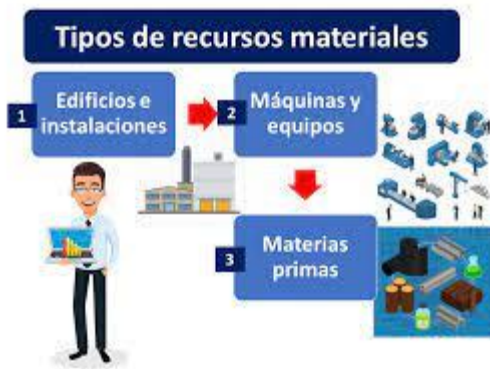 Tipos de recursos materiales
1
Edificios e
instalaciones
2
Máquinas y
equipos
3
Materias
primas